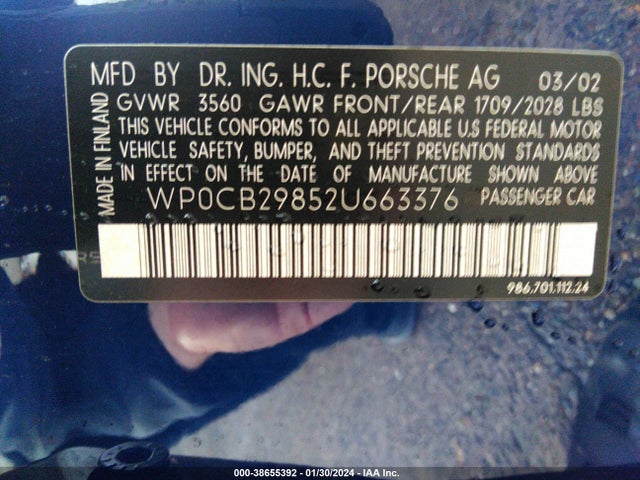 MFD BY DR. ING. H.C. F. PORSCHE AG 03/02
GVWR 3560 GAWR FRONT/REAR 1709/2028 LBS
THIS VEHICLE CONFORMS TO ALL APPLICABLE U.S FEDERAL MOTOR
VEHICLE SAFETY, BUMPER, AND THEFT PREVENTION STANDARDS
IN EFFECT ON THE DATE OF MANUFACTURE SHOWN ABOVE
WP0CB29852U663376 PASSENGER CAR
MADE IN FINLAND
986.701.112.24
000-38655392 - 01/30/2024 - IAA Inc.